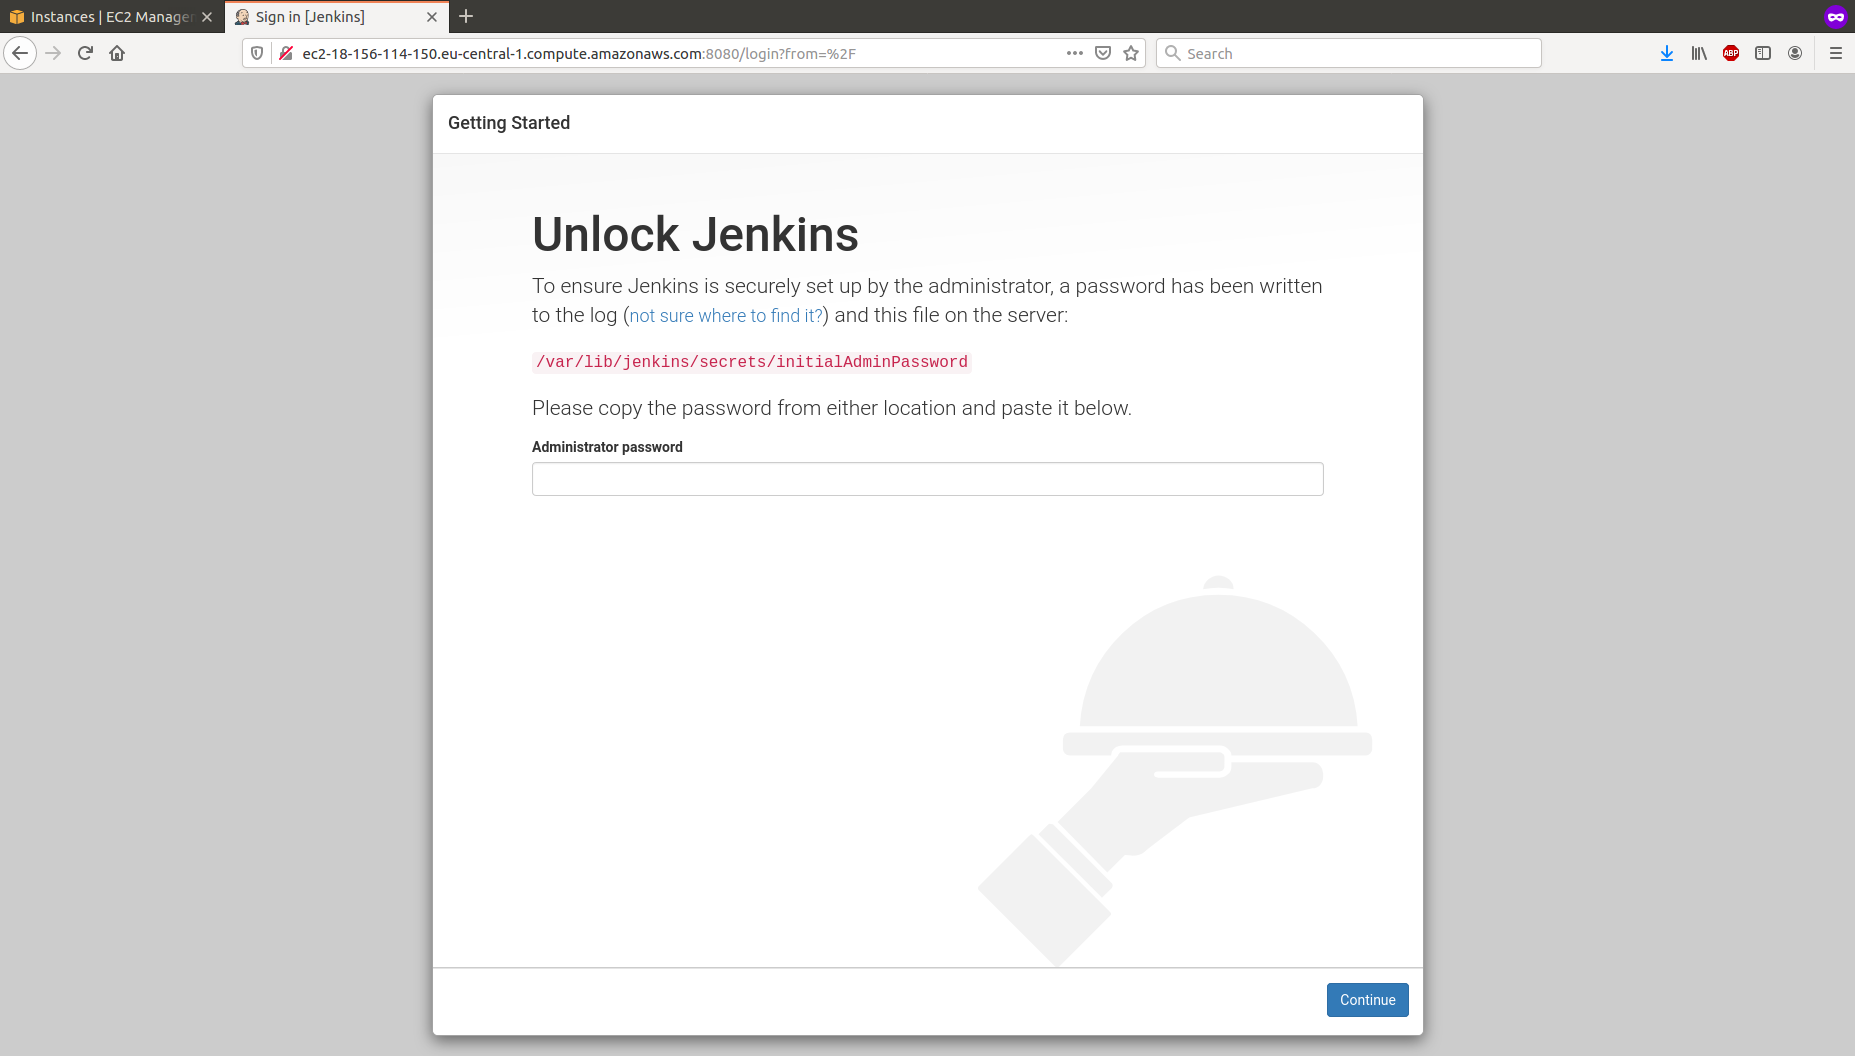 Instances | EC2 Manager
Sign in [Jenkins]
ec2-18-156-114-150.eu-central-1.compute.amazonaws.com:8080/login?from=%2F
Search
ABP
Getting Started
Unlock Jenkins
To ensure Jenkins is securely set up by the administrator, a password has been written
to the log (not sure where to find it?) and this file on the server:
/var/lib/jenkins/secrets/initialAdminPassword
Please copy the password from either location and paste it below.
Administrator password
Continue